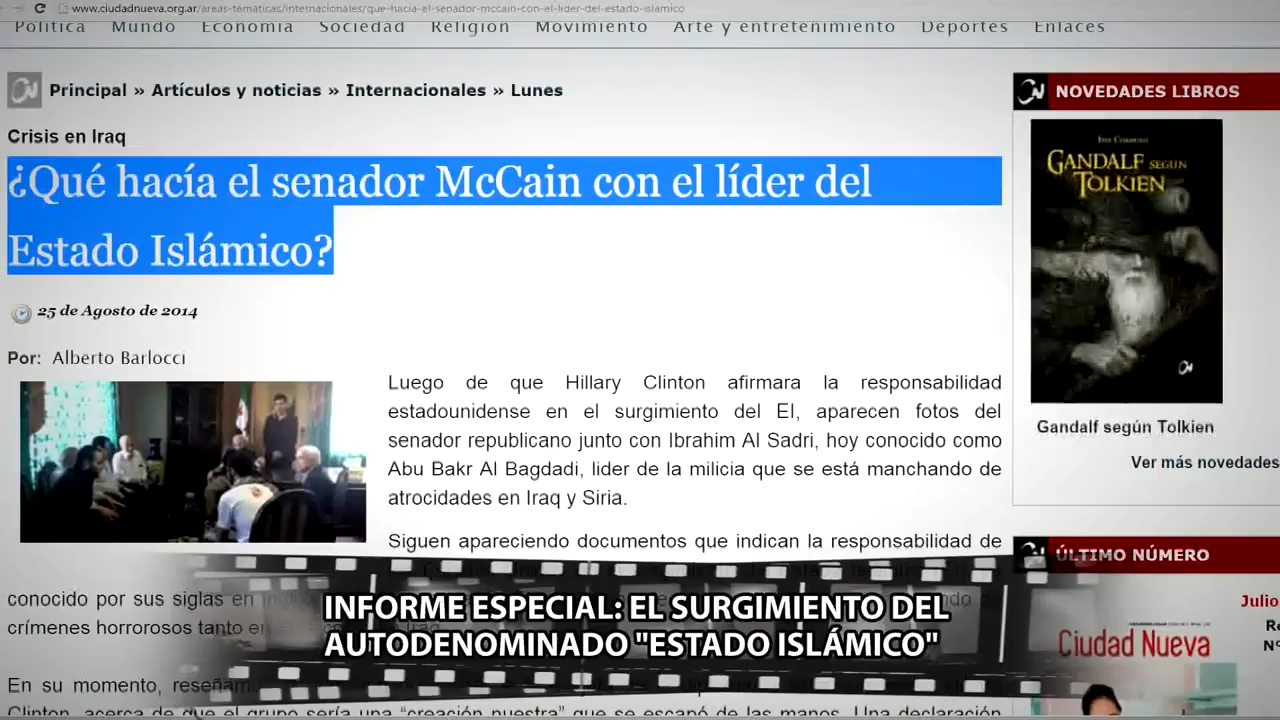 www.ciudadnueva.org.ar/areas-tematicas/internacionales/que-hacia-el-senador-mccain-con-el-lider-del-estado-islamico
Política Mundo Economía Sociedad Religión Movimiento Arte y entretenimiento Deportes Enlaces
Principal » Artículos y noticias » Internacionales » Lunes
Crisis en Iraq
¿Qué hacía el senador McCain con el líder del
Estado Islámico?
25 de Agosto de 2014
Por: Alberto Barlocci
Luego de que Hillary Clinton afirmara la responsabilidad
estadounidense en el surgimiento del EI, aparecen fotos del
senador republicano junto con Ibrahim Al Sadri, hoy conocido como
Abu Bakr Al Bagdadi, lider de la milicia que se está manchando de
atrocidades en Iraq y Siria.
Siguen apareciendo documentos que indican la responsabilidad de
conocido por sus siglas en
crímenes horrorosos tanto en
En su momento, reseñam
Clinton, acerca de que el grupo sería una “creación nuestra” que se escapó de las manos. Una declaración
NOVEDADES LIBROS
GANDALF SEGÚN
TOLKIEN
Gandalf según Tolkien
Ver más novedades
ÚLTIMO NÚMERO
Julio
Re
Nº
Ciudad Nueva
INFORME ESPECIAL: EL SURGIMIENTO DEL
AUTODENOMINADO "ESTADO ISLÁMICO"